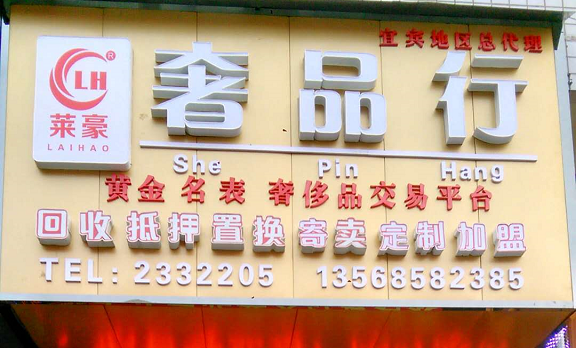 宜宾地区总代理
LH®
莱豪
LAIHAO
奢品行
She Pin Hang
黄金名表 奢侈品交易平台
回收抵押置换寄卖定制加盟
TEL: 2332205 13568582385